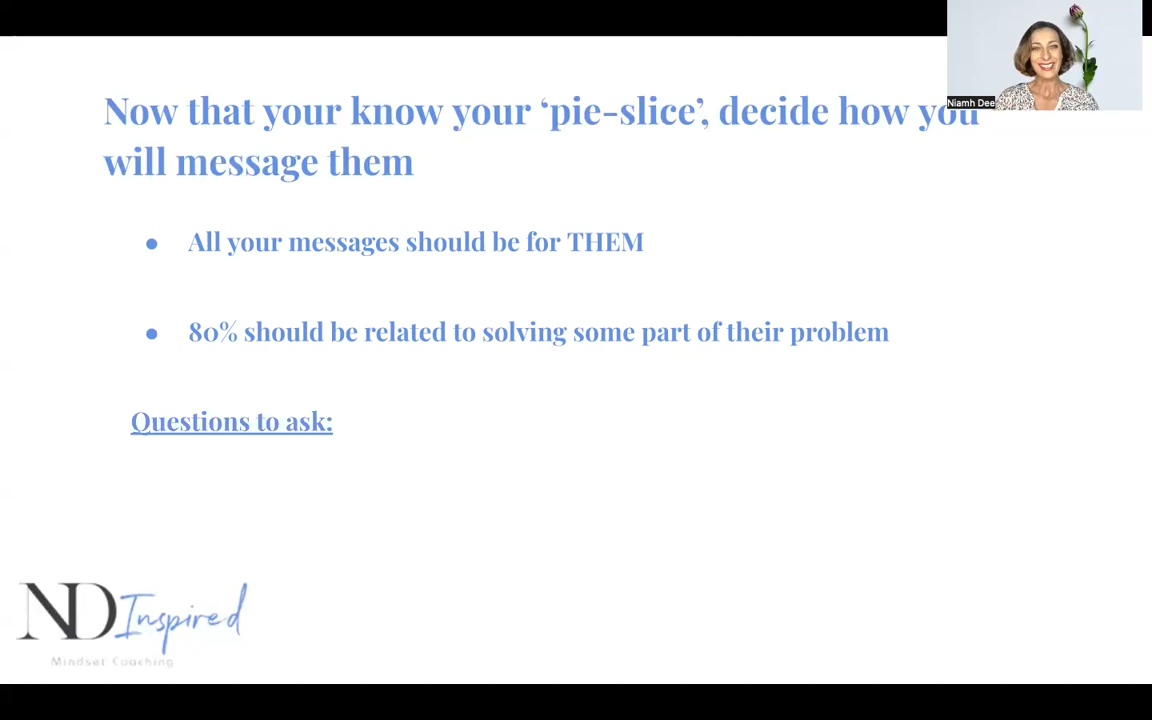 Now that your know your ‘pie-slice’, decide how you
will message them
● All your messages should be for THEM
● 80% should be related to solving some part of their problem
Questions to ask:
Niamh Dee
ND Inspired
Mindset Coaching